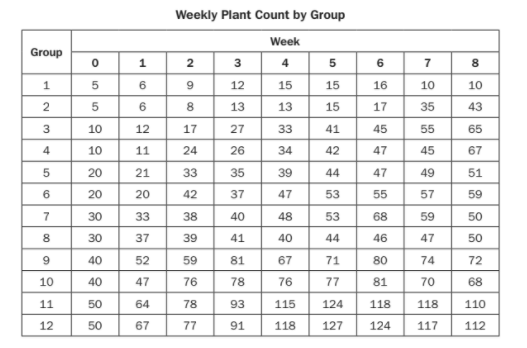 Weekly Plant Count by Group
Group Week
0 1 2 3 4 5 6 7 8
1 5 6 9 12 15 15 16 10 10
2 5 6 8 13 13 15 17 35 43
3 10 12 17 27 33 41 45 55 65
4 10 11 24 26 34 42 47 45 67
5 20 21 33 35 39 44 47 49 51
6 20 20 42 37 47 53 55 57 59
7 30 33 38 40 48 53 68 59 50
8 30 37 39 41 40 44 46 47 50
9 40 52 59 81 67 71 80 74 72
10 40 47 76 78 76 77 81 70 68
11 50 64 78 93 115 124 118 118 110
12 50 67 77 91 118 127 124 117 112